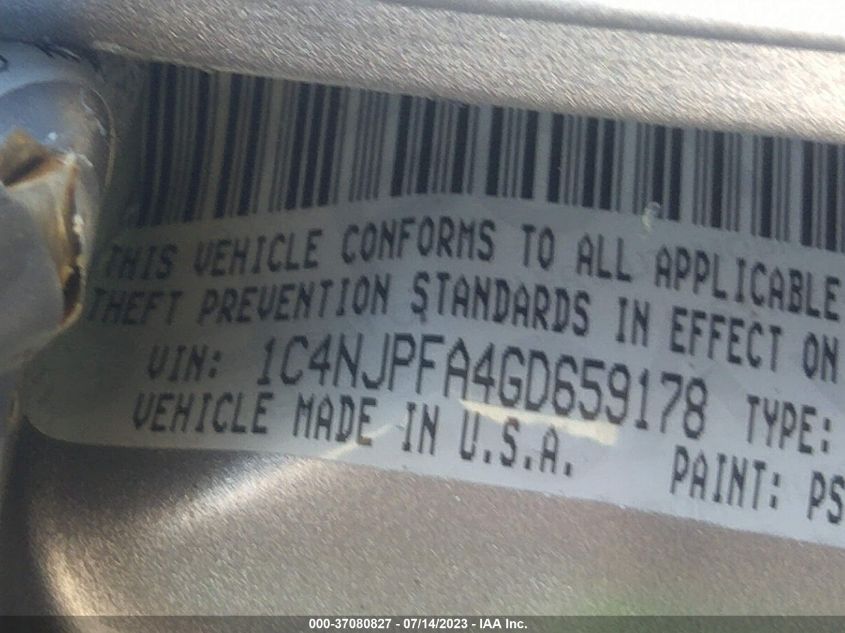 THIS VEHICLE CONFORMS TO ALL APPLICABLE
THEFT PREVENTION STANDARDS IN EFFECT ON
VIN: 1C4NJPFA4GD659178 TYPE:
VEHICLE MADE IN U.S.A. PAINT: PS
000-37080827 - 07/14/2023 - IAA Inc.